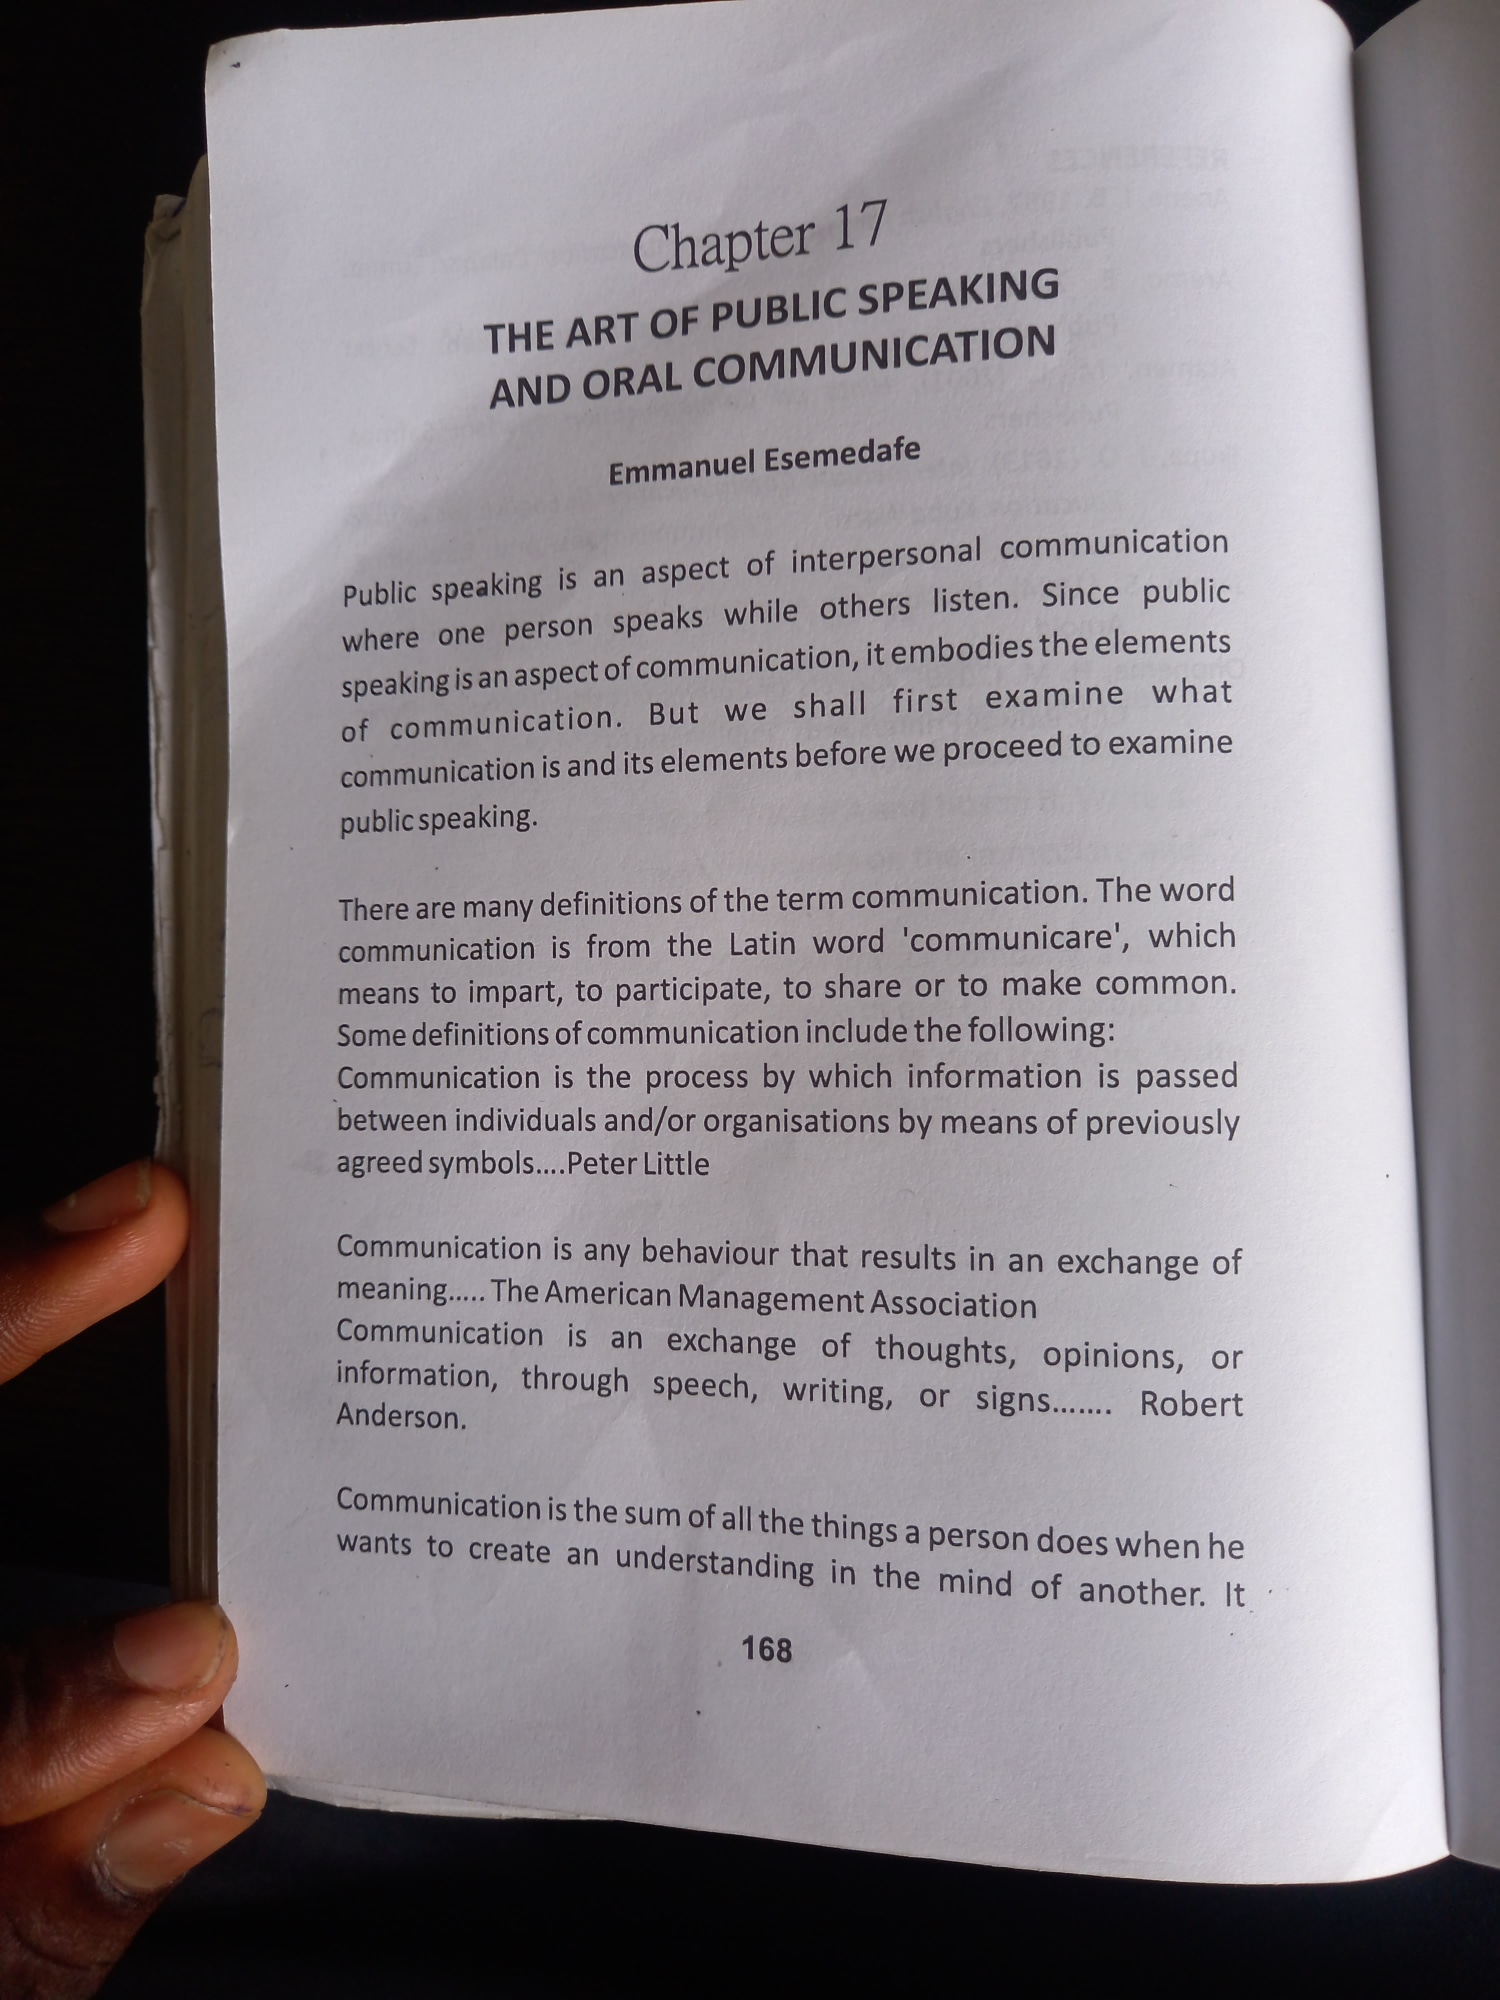 Chapter 17
THE ART OF PUBLIC SPEAKING
AND ORAL COMMUNICATION
Emmanuel Esemedafe
Public speaking is an aspect of interpersonal communication
where one person speaks while others listen. Since public
speaking is an aspect of communication, it embodies the elements
of communication. But we shall first examine what
communication is and its elements before we proceed to examine
public speaking.
There are many definitions of the term communication. The word
communication is from the Latin word 'communicare', which
means to impart, to participate, to share or to make common.
Some definitions of communication include the following:
Communication is the process by which information is passed
between individuals and/or organisations by means of previously
agreed symbols....Peter Little
Communication is any behaviour that results in an exchange of
meaning..... The American Management Association
Communication is an exchange of thoughts, opinions, or
information, through speech, writing, or signs....... Robert
Anderson.
Communication is the sum of all the things a person does when he
wants to create an understanding in the mind of another. It
168